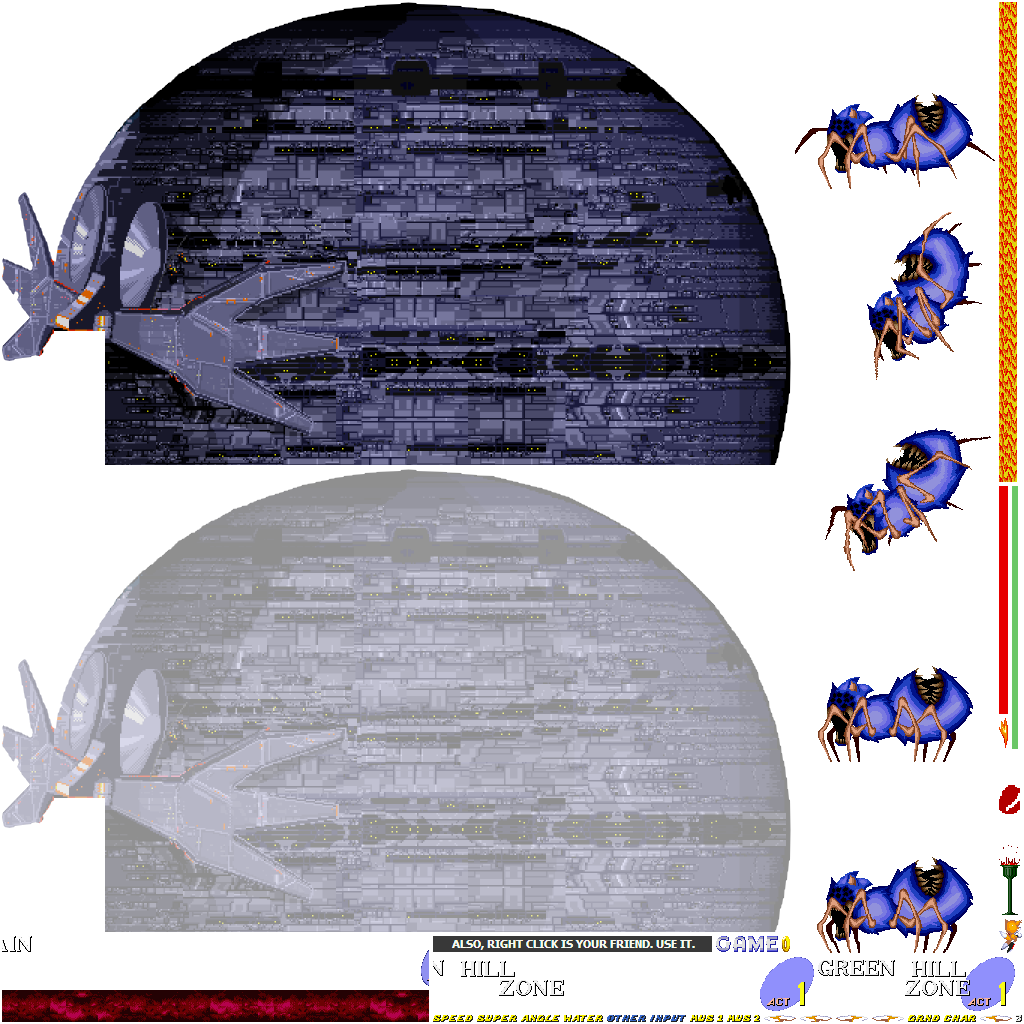 AIN
ALSO, RIGHT CLICK IS YOUR FRIEND. USE IT.
GAME 0
N HILL
ZONE
ACT 1
GREEN HILL
ZONE
ACT 1
SPEED SUPER ANGLE WATER OTHER INPUT AUS 1 AUS 2
GRND CHAR